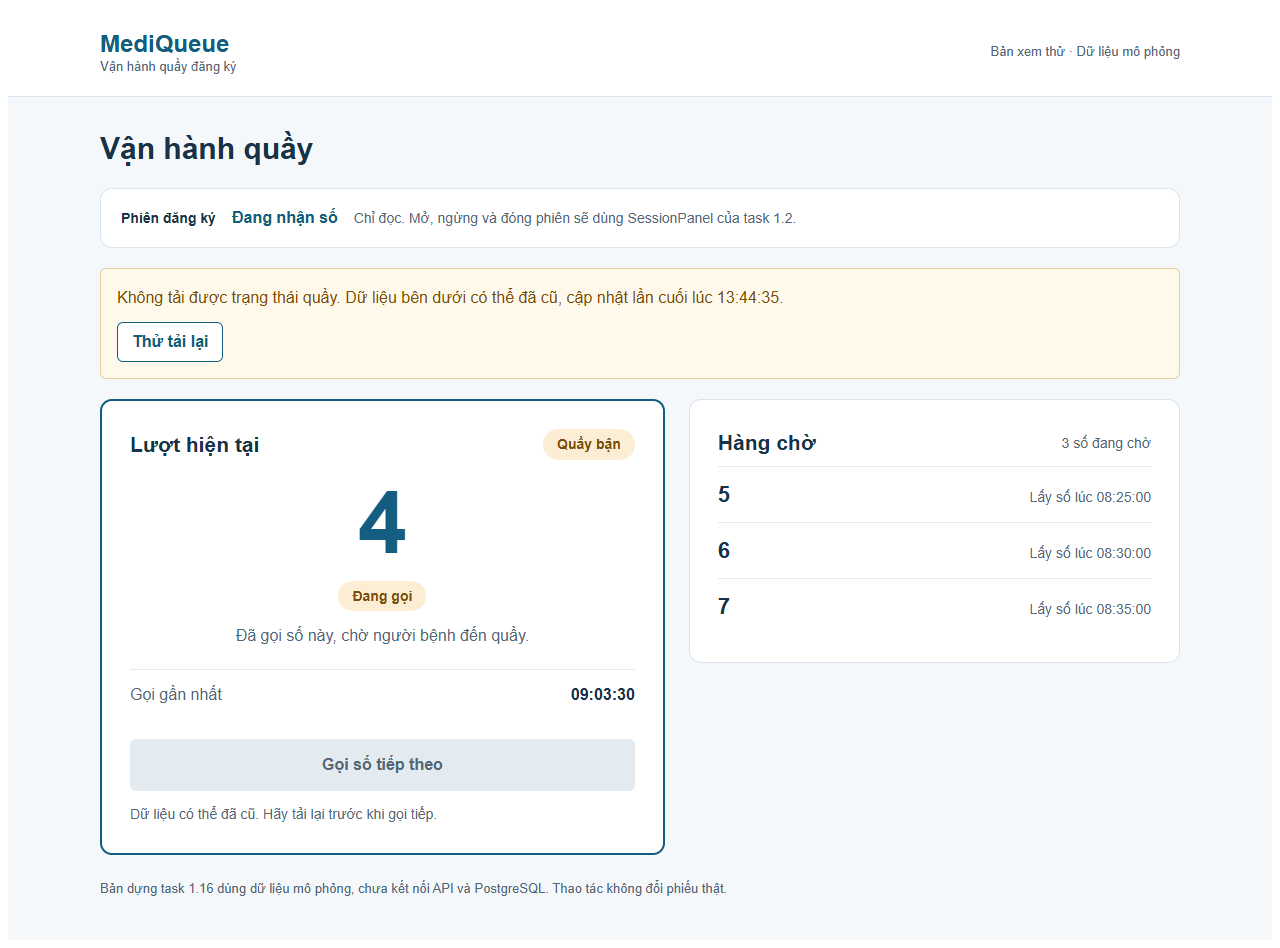 MediQueue
Vận hành quầy đăng ký
Bản xem thử · Dữ liệu mô phỏng
Vận hành quầy
Phiên đăng ký Đang nhận số Chỉ đọc. Mở, ngừng và đóng phiên sẽ dùng SessionPanel của task 1.2.
Không tải được trạng thái quầy. Dữ liệu bên dưới có thể đã cũ, cập nhật lần cuối lúc 13:44:35.
Thử tải lại
Lượt hiện tại
Quầy bận
4
Đang gọi
Đã gọi số này, chờ người bệnh đến quầy.
Gọi gần nhất 09:03:30
Gọi số tiếp theo
Dữ liệu có thể đã cũ. Hãy tải lại trước khi gọi tiếp.
Hàng chờ 3 số đang chờ
5 Lấy số lúc 08:25:00
6 Lấy số lúc 08:30:00
7 Lấy số lúc 08:35:00
Bản dựng task 1.16 dùng dữ liệu mô phỏng, chưa kết nối API và PostgreSQL. Thao tác không đổi phiếu thật.